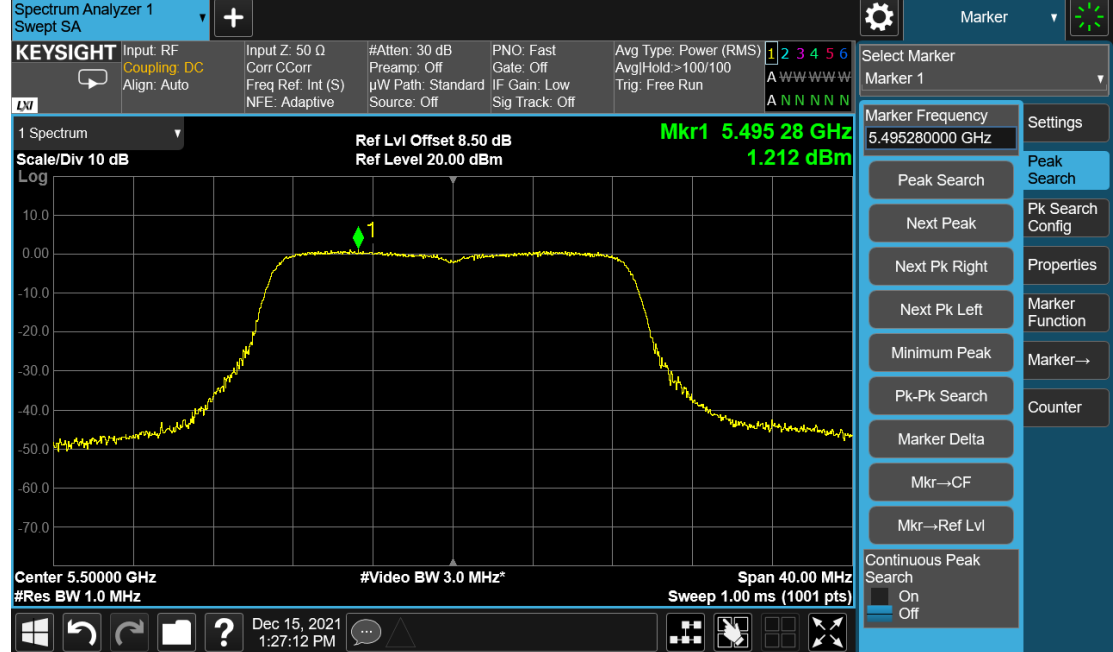 Spectrum Analyzer 1
Swept SA
Marker
KEYSIGHT
LXI
Input: RF
Coupling: DC
Align: Auto
Input Z: 50 Ω
Corr CCorr
Freq Ref: Int (S)
NFE: Adaptive
#Atten: 30 dB
Preamp: Off
µW Path: Standard
Source: Off
PNO: Fast
Gate: Off
IF Gain: Low
Sig Track: Off
Avg Type: Power (RMS)
Avg|Hold:>100/100
Trig: Free Run
1 2 3 4 5 6
A W W W W W
A N N N N N
Select Marker
Marker 1
1 Spectrum
Scale/Div 10 dB
Log
Ref Lvl Offset 8.50 dB
Ref Level 20.00 dBm
Mkr1 5.495 28 GHz
1.212 dBm
1
10.0
0.00
-10.0
-20.0
-30.0
-40.0
-50.0
-60.0
-70.0
Center 5.50000 GHz
#Res BW 1.0 MHz
#Video BW 3.0 MHz*
Span 40.00 MHz
Sweep 1.00 ms (1001 pts)
Marker Frequency
5.495280000 GHz
Peak Search
Next Peak
Next Pk Right
Next Pk Left
Minimum Peak
Pk-Pk Search
Marker Delta
Mkr→CF
Mkr→Ref Lvl
Continuous Peak
Search
On
Off
Settings
Peak
Search
Pk Search
Config
Properties
Marker
Function
Marker→
Counter
?
Dec 15, 2021
1:27:12 PM